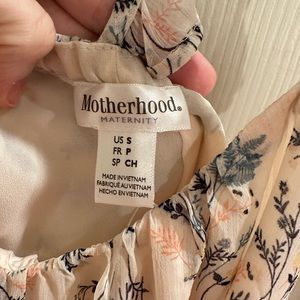 Motherhood®
MATERNITY
US S
FR P
SP CH
MADE IN VIETNAM
FABRIQUÉ AU VIETNAM
HECHO EN VIETNAM